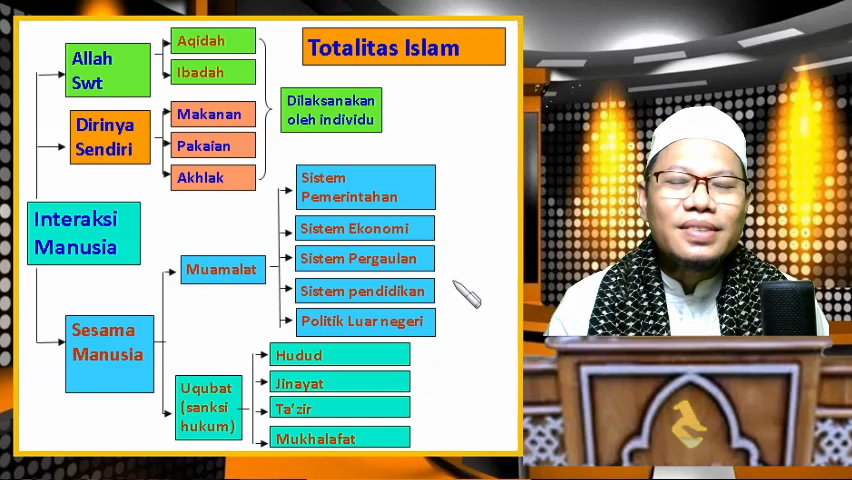 Totalitas Islam
Allah
Swt
Aqidah
Ibadah
Dirinya
Sendiri
Makanan
Pakaian
Akhlak
Dilaksanakan
oleh individu
Interaksi
Manusia
Sesama
Manusia
Muamalat
Sistem
Pemerintahan
Sistem Ekonomi
Sistem Pergaulan
Sistem pendidikan
Politik Luar negeri
Uqubat
(sanksi
hukum)
Hudud
Jinayat
Ta’zir
Mukhalafat